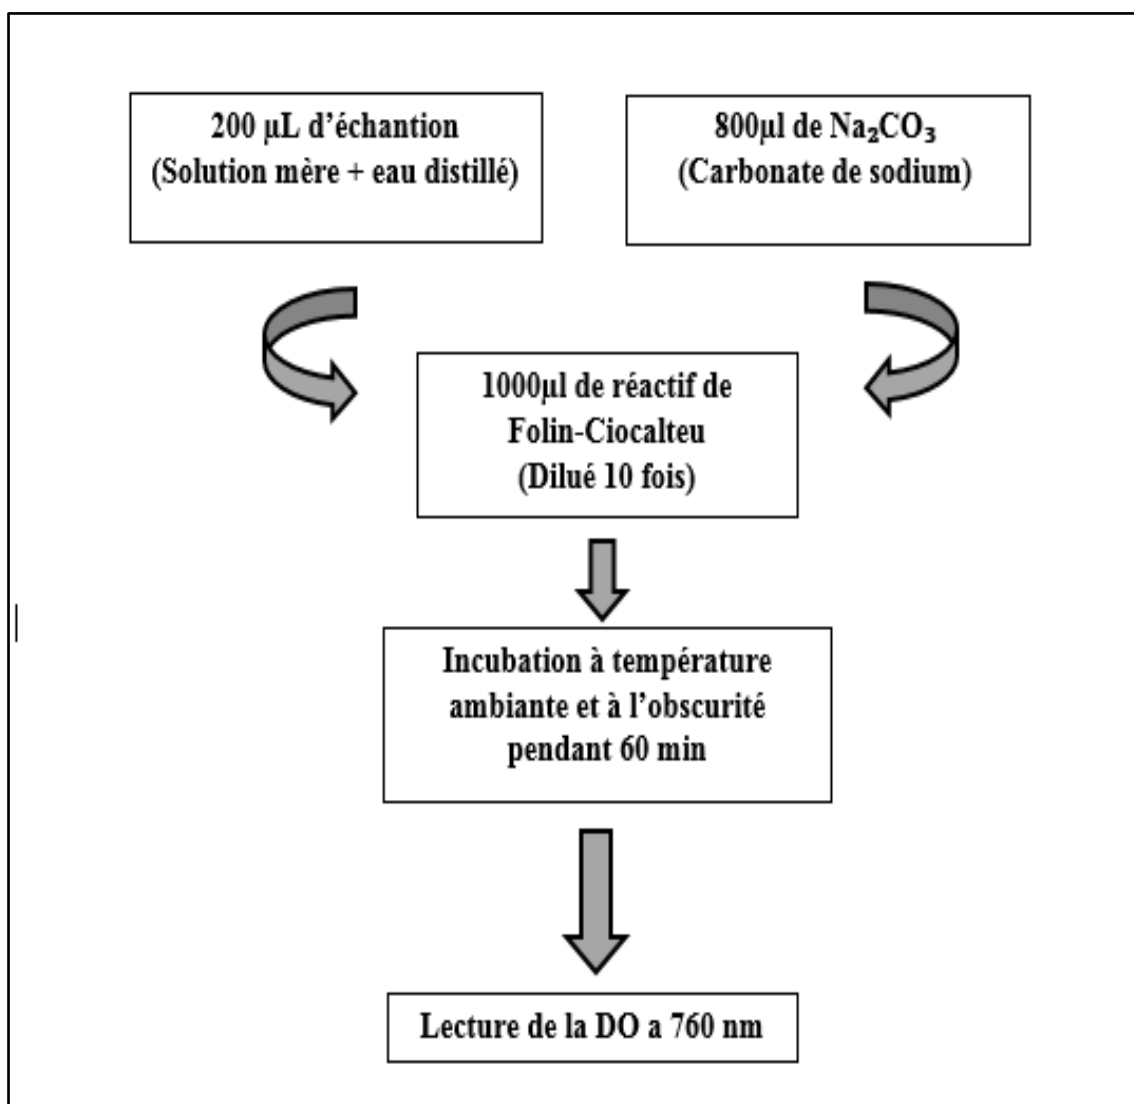 200 µL d’échantion
(Solution mère + eau distillé)
800µl de Na₂CO₃
(Carbonate de sodium)
1000µl de réactif de
Folin-Ciocalteu
(Dilué 10 fois)
Incubation à température
ambiante et à l’obscurité
pendant 60 min
Lecture de la DO a 760 nm